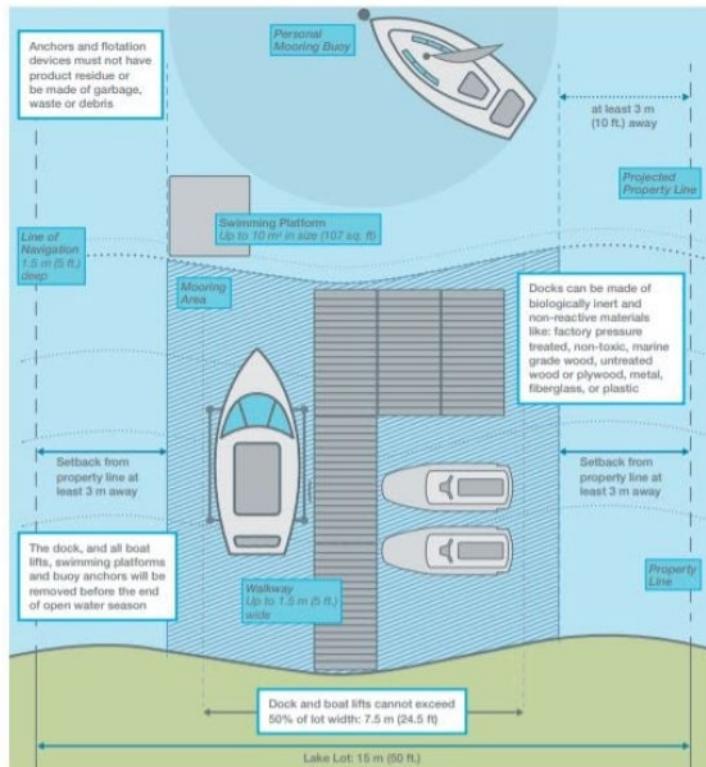 Anchors and flotation
devices must not have
product residue or
be made of garbage,
waste or debris
Personal
Mooring Buoy
at least 3 m
(10 ft.) away
Projected
Property Line
Swimming Platform
Up to 10 m² in size (107 sq. ft)
Line of
Navigation
1.5 m (5 ft.)
deep
Mooring
Area
Docks can be made of
biologically inert and
non-reactive materials
like: factory pressure
treated, non-toxic, marine
grade wood, untreated
wood or plywood, metal,
fiberglass, or plastic
Setback from
property line at
least 3 m away
Setback from
property line at
least 3 m away
The dock, and all boat
lifts, swimming platforms
and buoy anchors will be
removed before the end
of open water season
Walkway
Up to 1.5 m (5 ft.)
wide
Property
Line
Dock and boat lifts cannot exceed
50% of lot width: 7.5 m (24.5 ft)
Lake Lot: 15 m (50 ft.)